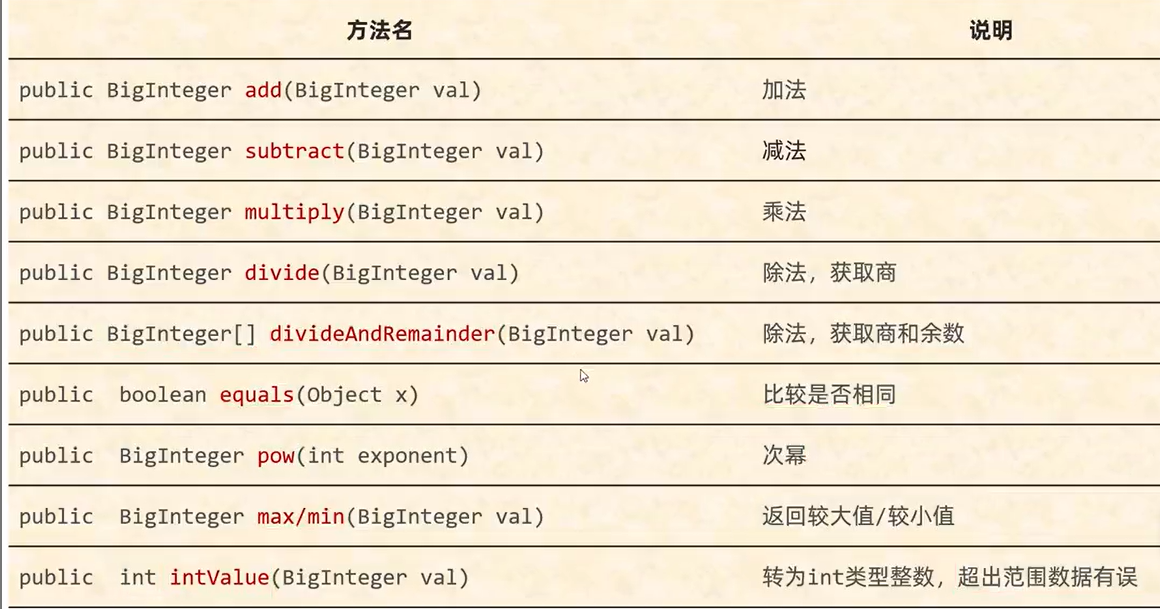 方法名 说明
public BigInteger add(BigInteger val) 加法
public BigInteger subtract(BigInteger val) 减法
public BigInteger multiply(BigInteger val) 乘法
public BigInteger divide(BigInteger val) 除法，获取商
public BigInteger[] divideAndRemainder(BigInteger val) 除法，获取商和余数
public  boolean equals(Object x) 比较是否相同
public  BigInteger pow(int exponent) 次幂
public  BigInteger max/min(BigInteger val) 返回较大值/较小值
public  int intValue(BigInteger val) 转为int类型整数，超出范围数据有误